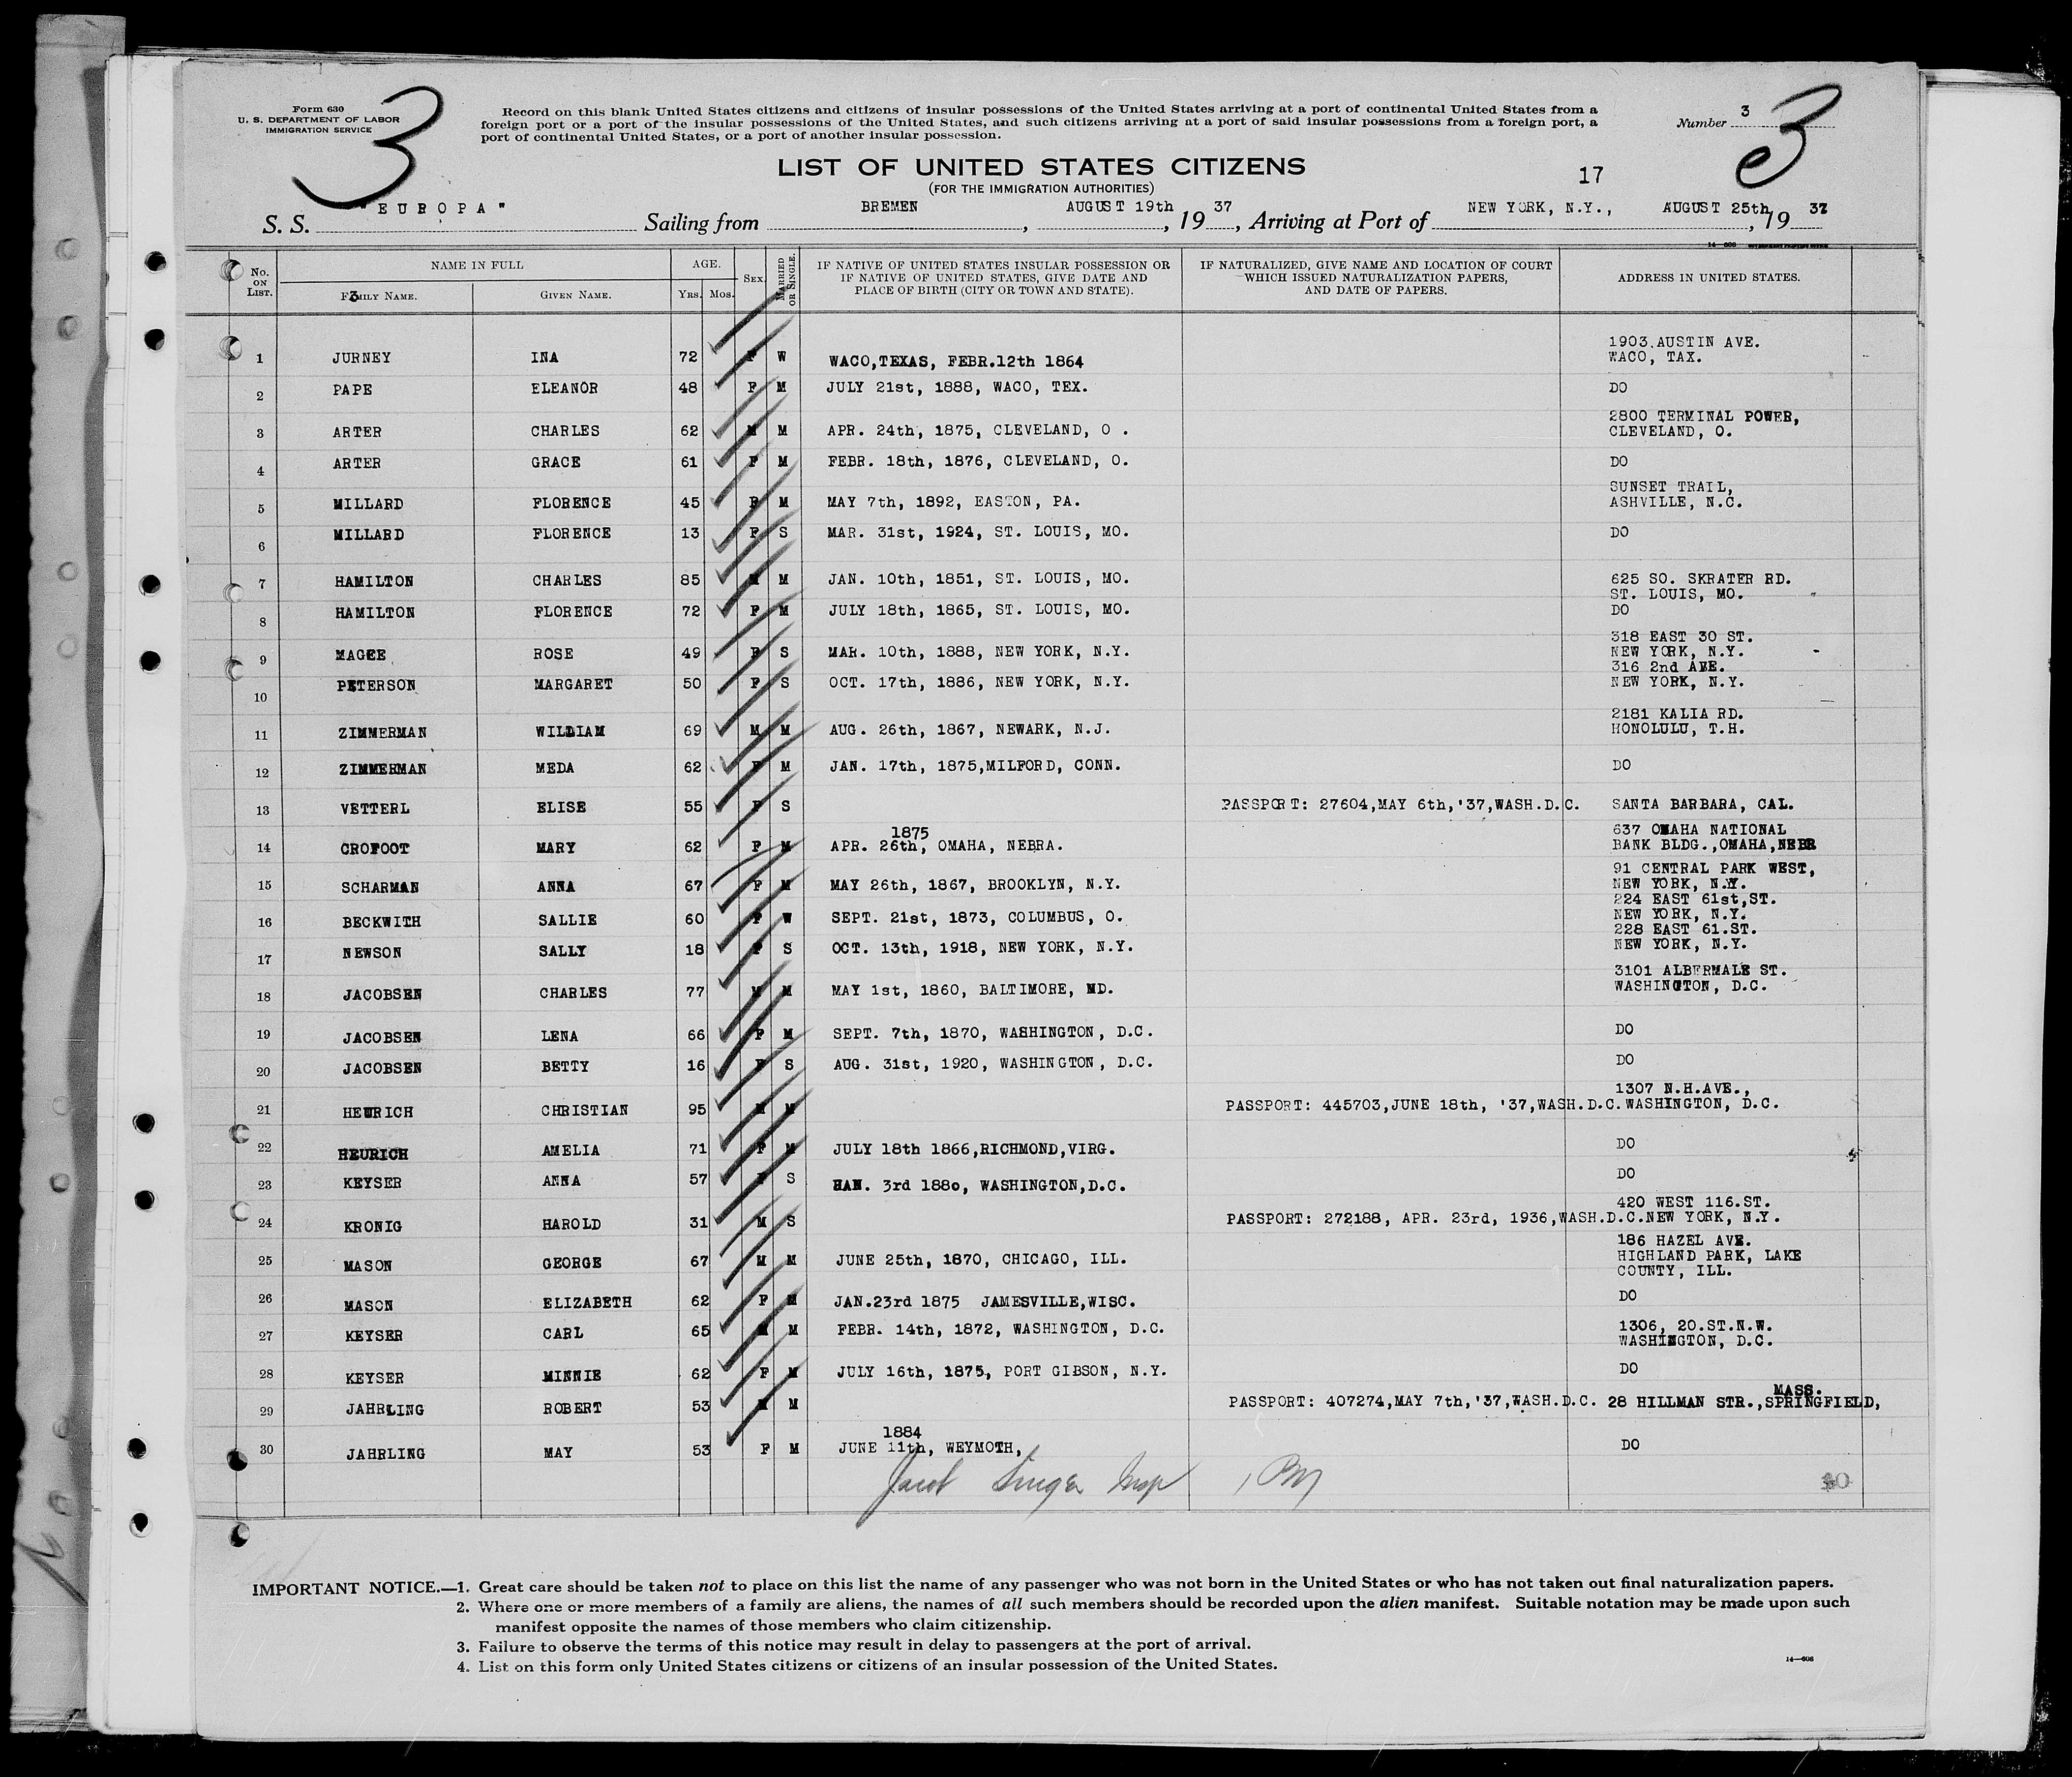 Form 630
U. S. DEPARTMENT OF LABOR
IMMIGRATION SERVICE
3
Record on this blank United States citizens and citizens of insular possessions of the United States arriving at a port of continental United States from a
foreign port or a port of the insular possessions of the United States, and such citizens arriving at a port of said insular possessions from a foreign port, a
port of continental United States, or a port of another insular possession.
Number 3
3
LIST OF UNITED STATES CITIZENS
(FOR THE IMMIGRATION AUTHORITIES)
17
S. S. "EUROPA" Sailing from BREMEN, AUGUST 19th, 1937, Arriving at Port of NEW YORK, N.Y., AUGUST 25th, 1937
No. ON LIST. NAME IN FULL AGE. SEX. MARRIED OR SINGLE. IF NATIVE OF UNITED STATES INSULAR POSSESSION OR IF NATIVE OF UNITED STATES, GIVE DATE AND PLACE OF BIRTH (CITY OR TOWN AND STATE). IF NATURALIZED, GIVE NAME AND LOCATION OF COURT WHICH ISSUED NATURALIZATION PAPERS, AND DATE OF PAPERS. ADDRESS IN UNITED STATES.
FAMILY NAME. GIVEN NAME. YRS. MOS.
3
1 JURNEY INA 72 F W WACO,TEXAS, FEBR.12th 1864 1903.AUSTIN AVE. WACO, TAX.
2 PAPE ELEANOR 48 F M JULY 21st, 1888, WACO, TEX. DO
3 ARTER CHARLES 62 M M APR. 24th, 1875, CLEVELAND, O . 2800 TERMINAL POWER, CLEVELAND, O.
4 ARTER GRACE 61 F M FEBR. 18th, 1876, CLEVELAND, O. DO
5 MILLARD FLORENCE 45 F M MAY 7th, 1892, EASTON, PA. SUNSET TRAIL, ASHVILLE, N.C.
6 MILLARD FLORENCE 13 F S MAR. 31st, 1924, ST. LOUIS, MO. DO
7 HAMILTON CHARLES 85 M M JAN. 10th, 1851, ST. LOUIS, MO. 625 SO. SKRATER RD. ST. LOUIS, MO.
8 HAMILTON FLORENCE 72 F M JULY 18th, 1865, ST. LOUIS, MO. DO
9 MAGEE ROSE 49 F S MAR. 10th, 1888, NEW YORK, N.Y. 318 EAST 30 ST. NEW YORK, N.Y.
10 PETERSON MARGARET 50 F S OCT. 17th, 1886, NEW YORK, N.Y. 316 2nd AVE. NEW YORK, N.Y.
11 ZIMMERMAN WILLIAM 69 M M AUG. 26th, 1867, NEWARK, N.J. 2181 KALIA RD. HONOLULU, T.H.
12 ZIMMERMAN MEDA 62 F M JAN. 17th, 1875,MILFORD, CONN. DO
13 VETTERL ELISE 55 F S PASSPORT: 27604,MAY 6th,'37,WASH.D.C. SANTA BARBARA, CAL.
14 CROFOOT MARY 62 F M APR. 26th, 1875 OMAHA, NEBRA. 637 OMAHA NATIONAL BANK BLDG.,OMAHA,NEBR
15 SCHARMAN ANNA 67 F M MAY 26th, 1867, BROOKLYN, N.Y. 91 CENTRAL PARK WEST, NEW YORK, N.Y.
16 BECKWITH SALLIE 60 F W SEPT. 21st, 1873, COLUMBUS, O. 224 EAST 61st,ST. NEW YORK, N.Y.
17 NEWSON SALLY 18 F S OCT. 13th, 1918, NEW YORK, N.Y. 228 EAST 61.ST. NEW YORK, N.Y.
18 JACOBSEN CHARLES 77 M M MAY 1st, 1860, BALTIMORE, MD. 3101 ALBERMALE ST. WASHINGTON, D.C.
19 JACOBSEN LENA 66 F M SEPT. 7th, 1870, WASHINGTON, D.C. DO
20 JACOBSEN BETTY 16 F S AUG. 31st, 1920, WASHINGTON, D.C. DO
21 HEURICH CHRISTIAN 95 M M PASSPORT: 445703,JUNE 18th, '37,WASH.D.C. 1307 N.H.AVE., WASHINGTON, D.C.
22 HEURICH AMELIA 71 F M JULY 18th 1866,RICHMOND,VIRG. DO
23 KEYSER ANNA 57 F S HAN. 3rd 1880, WASHINGTON,D.C. DO
24 KRONIG HAROLD 31 M S PASSPORT: 272188, APR. 23rd, 1936,WASH.D.C. 420 WEST 116.ST. NEW YORK, N.Y.
25 MASON GEORGE 67 M M JUNE 25th, 1870, CHICAGO, ILL. 186 HAZEL AVE. HIGHLAND PARK, LAKE COUNTY, ILL.
26 MASON ELIZABETH 62 F M JAN.23rd 1875 JAMESVILLE,WISC. DO
27 KEYSER CARL 65 M M FEBR. 14th, 1872, WASHINGTON, D.C. 1306, 20.ST.N.W. WASHINGTON, D.C.
28 KEYSER MINNIE 62 F M JULY 16th, 1875, PORT GIBSON, N.Y. DO
29 JAHRLING ROBERT 53 M M PASSPORT: 407274,MAY 7th,'37,WASH.D.C. 28 HILLMAN STR.,SPRINGFIELD, MASS.
30 JAHRLING MAY 53 F M JUNE 11th, 1884 WEYMOTH, DO
Jacob Singer Insp
IMPORTANT NOTICE.—1. Great care should be taken not to place on this list the name of any passenger who was not born in the United States or who has not taken out final naturalization papers.
2. Where one or more members of a family are aliens, the names of all such members should be recorded upon the alien manifest. Suitable notation may be made upon such
manifest opposite the names of those members who claim citizenship.
3. Failure to observe the terms of this notice may result in delay to passengers at the port of arrival.
4. List on this form only United States citizens or citizens of an insular possession of the United States.
14—608